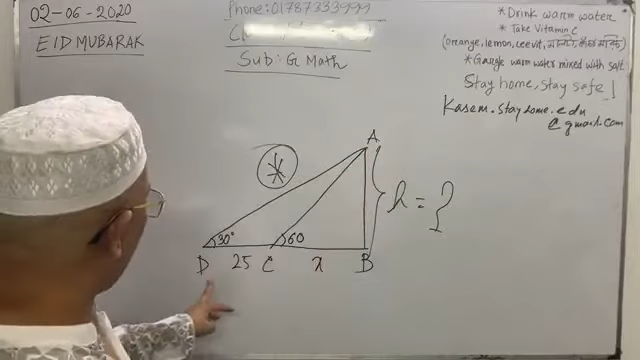 02-06-2020
EID MUBARAK
Phone: 01787333999
Sub: G Math
*Drink warm water
*Take Vitamin C
(orange, lemon, ceevit,
*Gargle warm water mixed with salt
Stay home, stay safe!
Kasem.stayhome.edu
@gmail.com
A
*
h = ?
30°
60
D 25 C x B